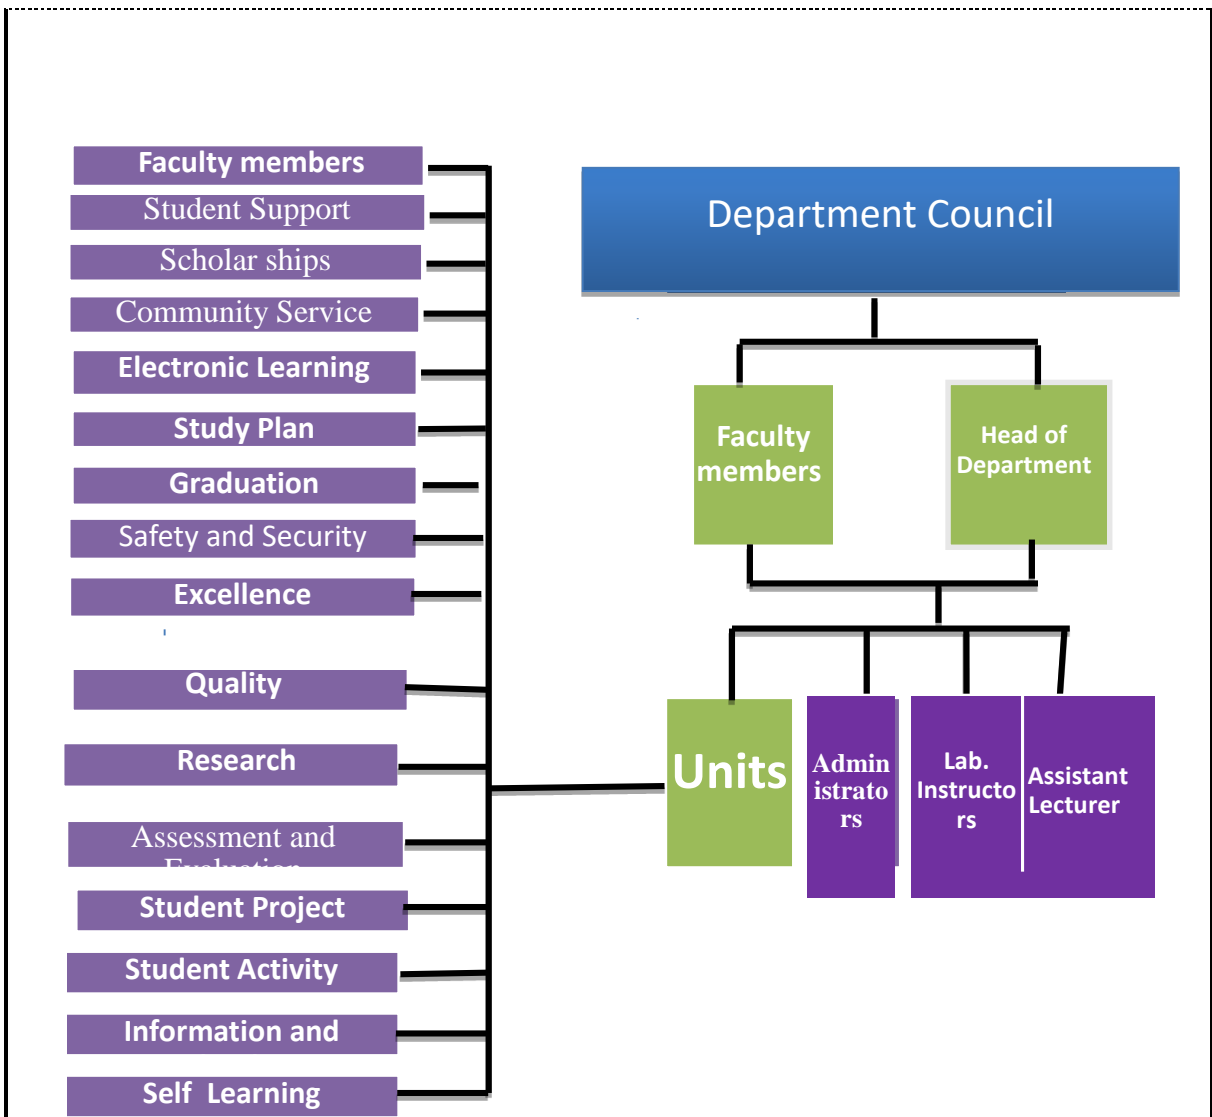 Faculty members
Student Support
Scholar ships
Community Service
Electronic Learning
Study Plan
Graduation
Safety and Security
Excellence
Quality
Research
Assessment and
Evaluation
Student Project
Student Activity
Information and
Self Learning
Department Council
Faculty
members
Head of
Department
Units
Admin
istrato
rs
Lab.
Instructo
rs
Assistant
Lecturer